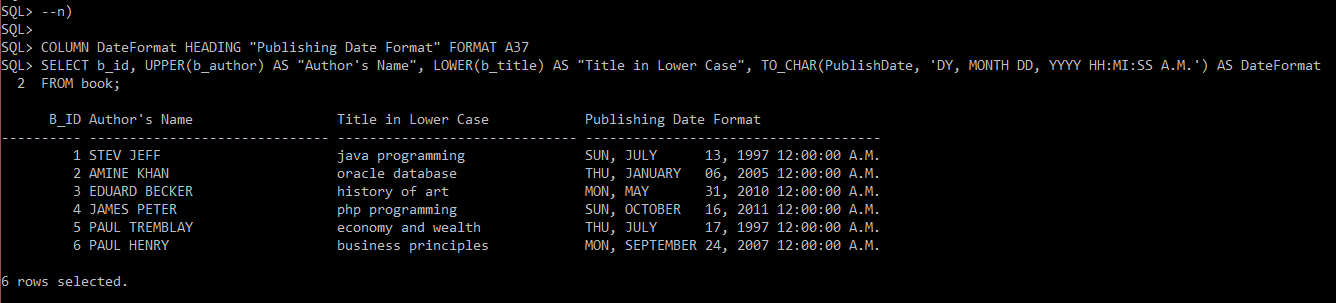 SQL> --n)
SQL>
SQL> COLUMN DateFormat HEADING "Publishing Date Format" FORMAT A37
SQL> SELECT b_id, UPPER(b_author) AS "Author's Name", LOWER(b_title) AS "Title in Lower Case", TO_CHAR(PublishDate, 'DY, MONTH DD, YYYY HH:MI:SS A.M.') AS DateFormat
  2  FROM book;

      B_ID Author's Name                  Title in Lower Case            Publishing Date Format
---------- ------------------------------ ------------------------------ -------------------------------------
         1 STEV JEFF                      java programming               SUN, JULY      13, 1997 12:00:00 A.M.
         2 AMINE KHAN                     oracle database                THU, JANUARY   06, 2005 12:00:00 A.M.
         3 EDUARD BECKER                  history of art                 MON, MAY       31, 2010 12:00:00 A.M.
         4 JAMES PETER                    php programming                SUN, OCTOBER   16, 2011 12:00:00 A.M.
         5 PAUL TREMBLAY                  economy and wealth             THU, JULY      17, 1997 12:00:00 A.M.
         6 PAUL HENRY                     business principles            MON, SEPTEMBER 24, 2007 12:00:00 A.M.

6 rows selected.